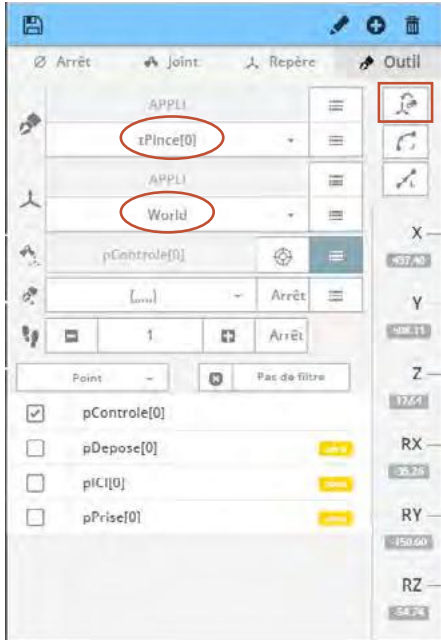 Arrêt Joint Repère Outil
APPLI
tPince[0]
APPLI
World
pControle[0]
{,,,,,} Arrêt
1 Arrêt
Point Pas de filtre
pControle[0]
pDepose[0]
pICI[0]
pPrise[0]
X
Y
Z
RX
RY
RZ